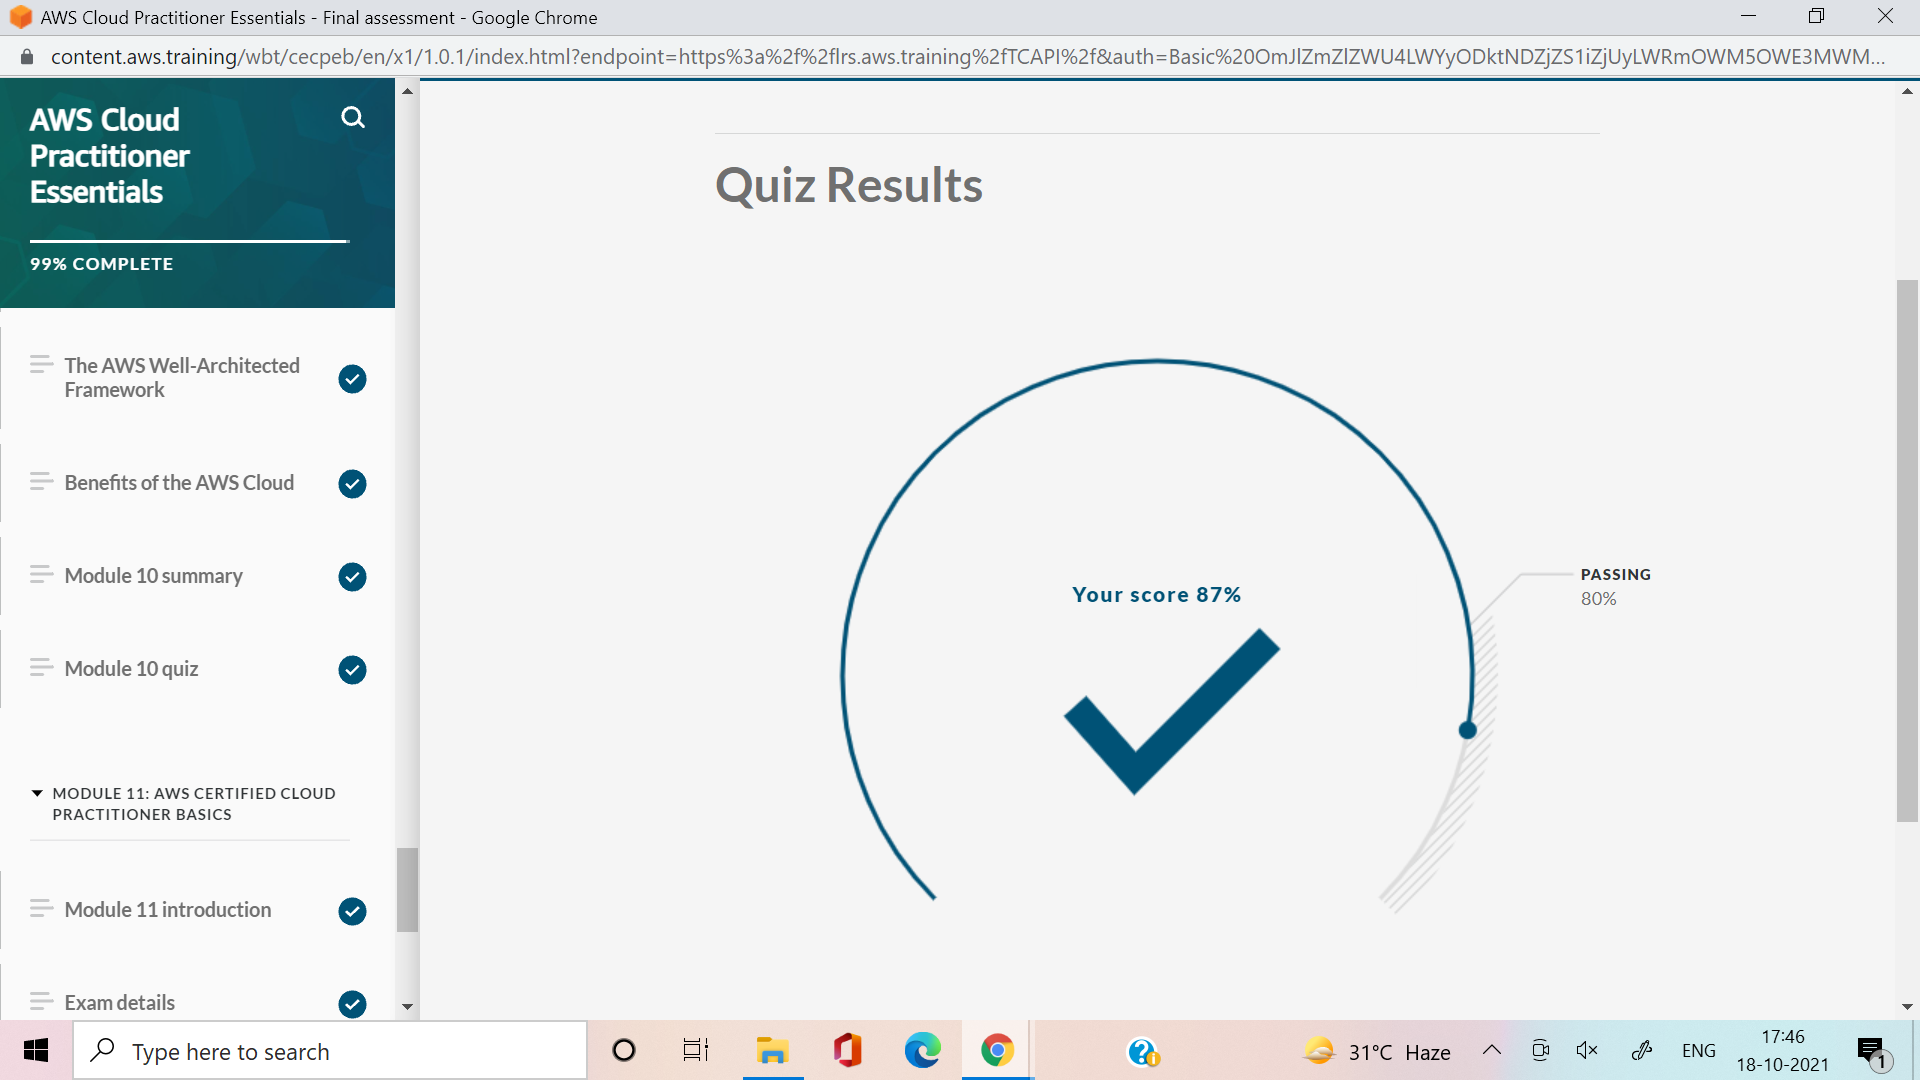 AWS Cloud Practitioner Essentials - Final assessment - Google Chrome
content.aws.training/wbt/cecpeb/en/x1/1.0.1/index.html?endpoint=https%3a%2f%2flrs.aws.training%2fTCAPI%2f&auth=Basic%20OmJlZmZlZWU4LWYyODktNDZjZS1iZjUyLWRmOWM5OWE3MWM...
AWS Cloud
Practitioner
Essentials
99% COMPLETE
The AWS Well-Architected
Framework
Benefits of the AWS Cloud
Module 10 summary
Module 10 quiz
MODULE 11: AWS CERTIFIED CLOUD
PRACTITIONER BASICS
Module 11 introduction
Exam details
Quiz Results
Your score 87%
PASSING
80%
Type here to search
31°C Haze
ENG
17:46
18-10-2021
1